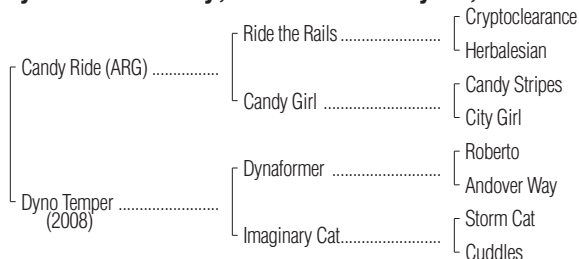 Cryptoclearance
Ride the Rails ....................
Herbalesian
Candy Ride (ARG) ................
Candy Stripes
Candy Girl ...........................
City Girl
Roberto
Dynaformer .........................
Andover Way
Dyno Temper ........................
(2008)
Storm Cat
Imaginary Cat.......................
Cuddles